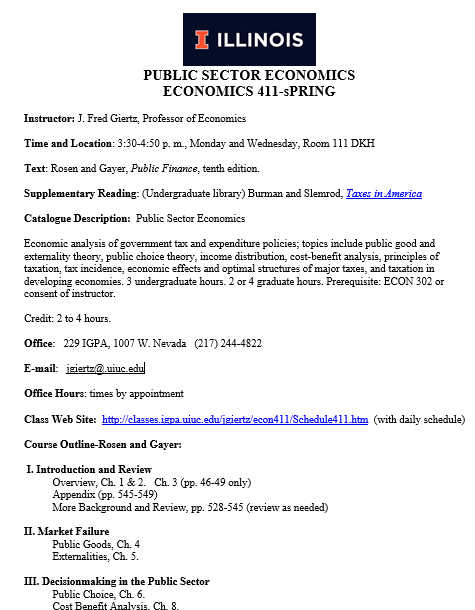 I ILLINOIS
PUBLIC SECTOR ECONOMICS
ECONOMICS 411-sPRING
Instructor: J. Fred Giertz, Professor of Economics
Time and Location: 3:30-4:50 p. m., Monday and Wednesday, Room 111 DKH
Text: Rosen and Gayer, Public Finance, tenth edition.
Supplementary Reading: (Undergraduate library) Burman and Slemrod, Taxes in America
Catalogue Description: Public Sector Economics
Economic analysis of government tax and expenditure policies; topics include public good and
externality theory, public choice theory, income distribution, cost-benefit analysis, principles of
taxation, tax incidence, economic effects and optimal structures of major taxes, and taxation in
developing economies. 3 undergraduate hours. 2 or 4 graduate hours. Prerequisite: ECON 302 or
consent of instructor.
Credit: 2 to 4 hours.
Office: 229 IGPA, 1007 W. Nevada (217) 244-4822
E-mail: jgiertz@.uiuc.edu
Office Hours: times by appointment
Class Web Site: http://classes.igpa.uiuc.edu/jgiertz/econ411/Schedule411.htm (with daily schedule)
Course Outline-Rosen and Gayer:
I. Introduction and Review
Overview, Ch. 1 & 2. Ch. 3 (pp. 46-49 only)
Appendix (pp. 545-549)
More Background and Review, pp. 528-545 (review as needed)
II. Market Failure
Public Goods, Ch. 4
Externalities, Ch. 5.
III. Decisionmaking in the Public Sector
Public Choice, Ch. 6.
Cost Benefit Analysis. Ch. 8.